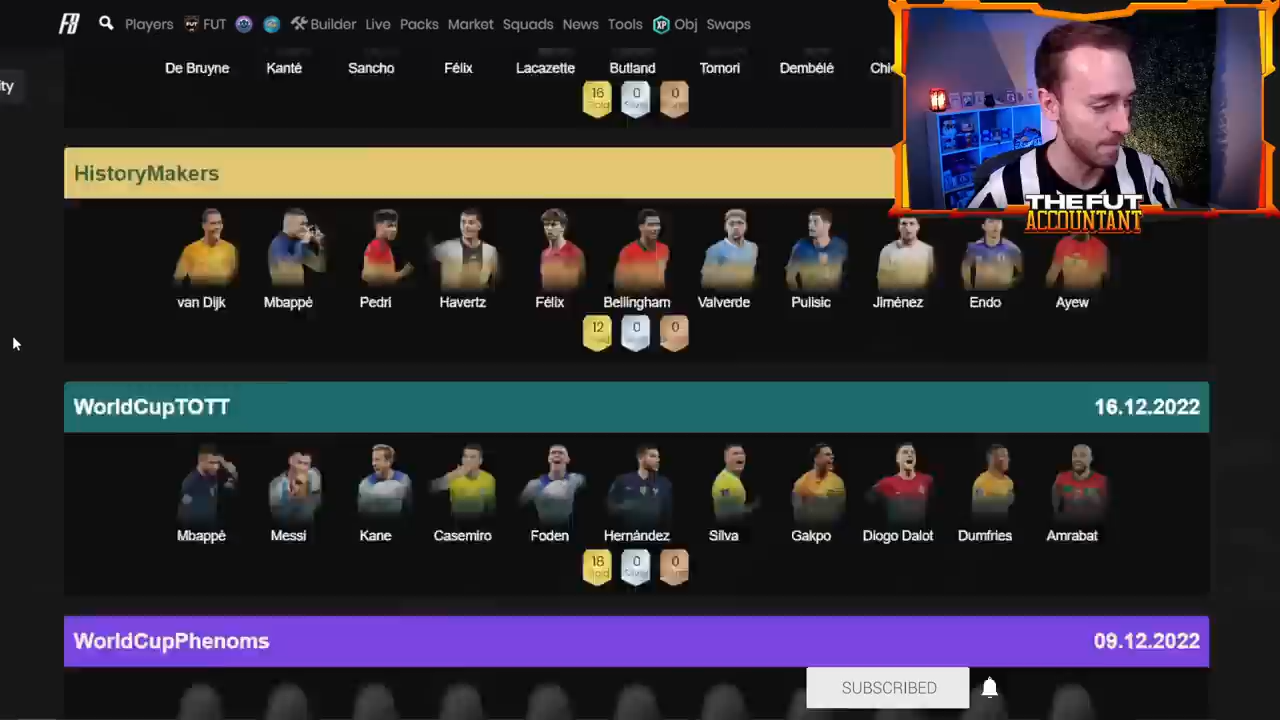 F8 Players FUT Builder Live Packs Market Squads News Tools XP Obj Swaps
ity
De Bruyne Kanté Sancho Félix Lacazette Butland Tomori Dembélé
16 0 0
HistoryMakers
THE FUT
ACCOUNTANT
van Dijk Mbappé Pedri Havertz Félix Bellingham Valverde Pulisic Jiménez Endo Ayew
12 0 0
WorldCupTOTT 16.12.2022
Mbappé Messi Kane Casemiro Foden Hernández Silva Gakpo Diogo Dalot Dumfries Amrabat
18 0 0
WorldCupPhenoms 09.12.2022
SUBSCRIBED